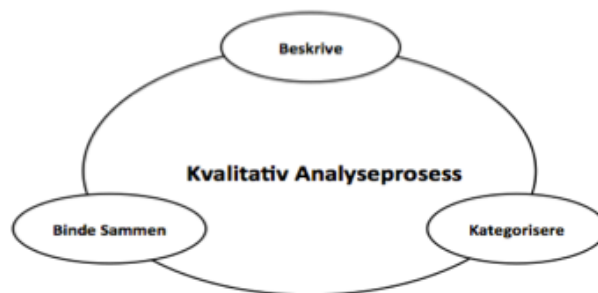 Beskrive
Kvalitativ Analyseprosess
Binde Sammen
Kategorisere